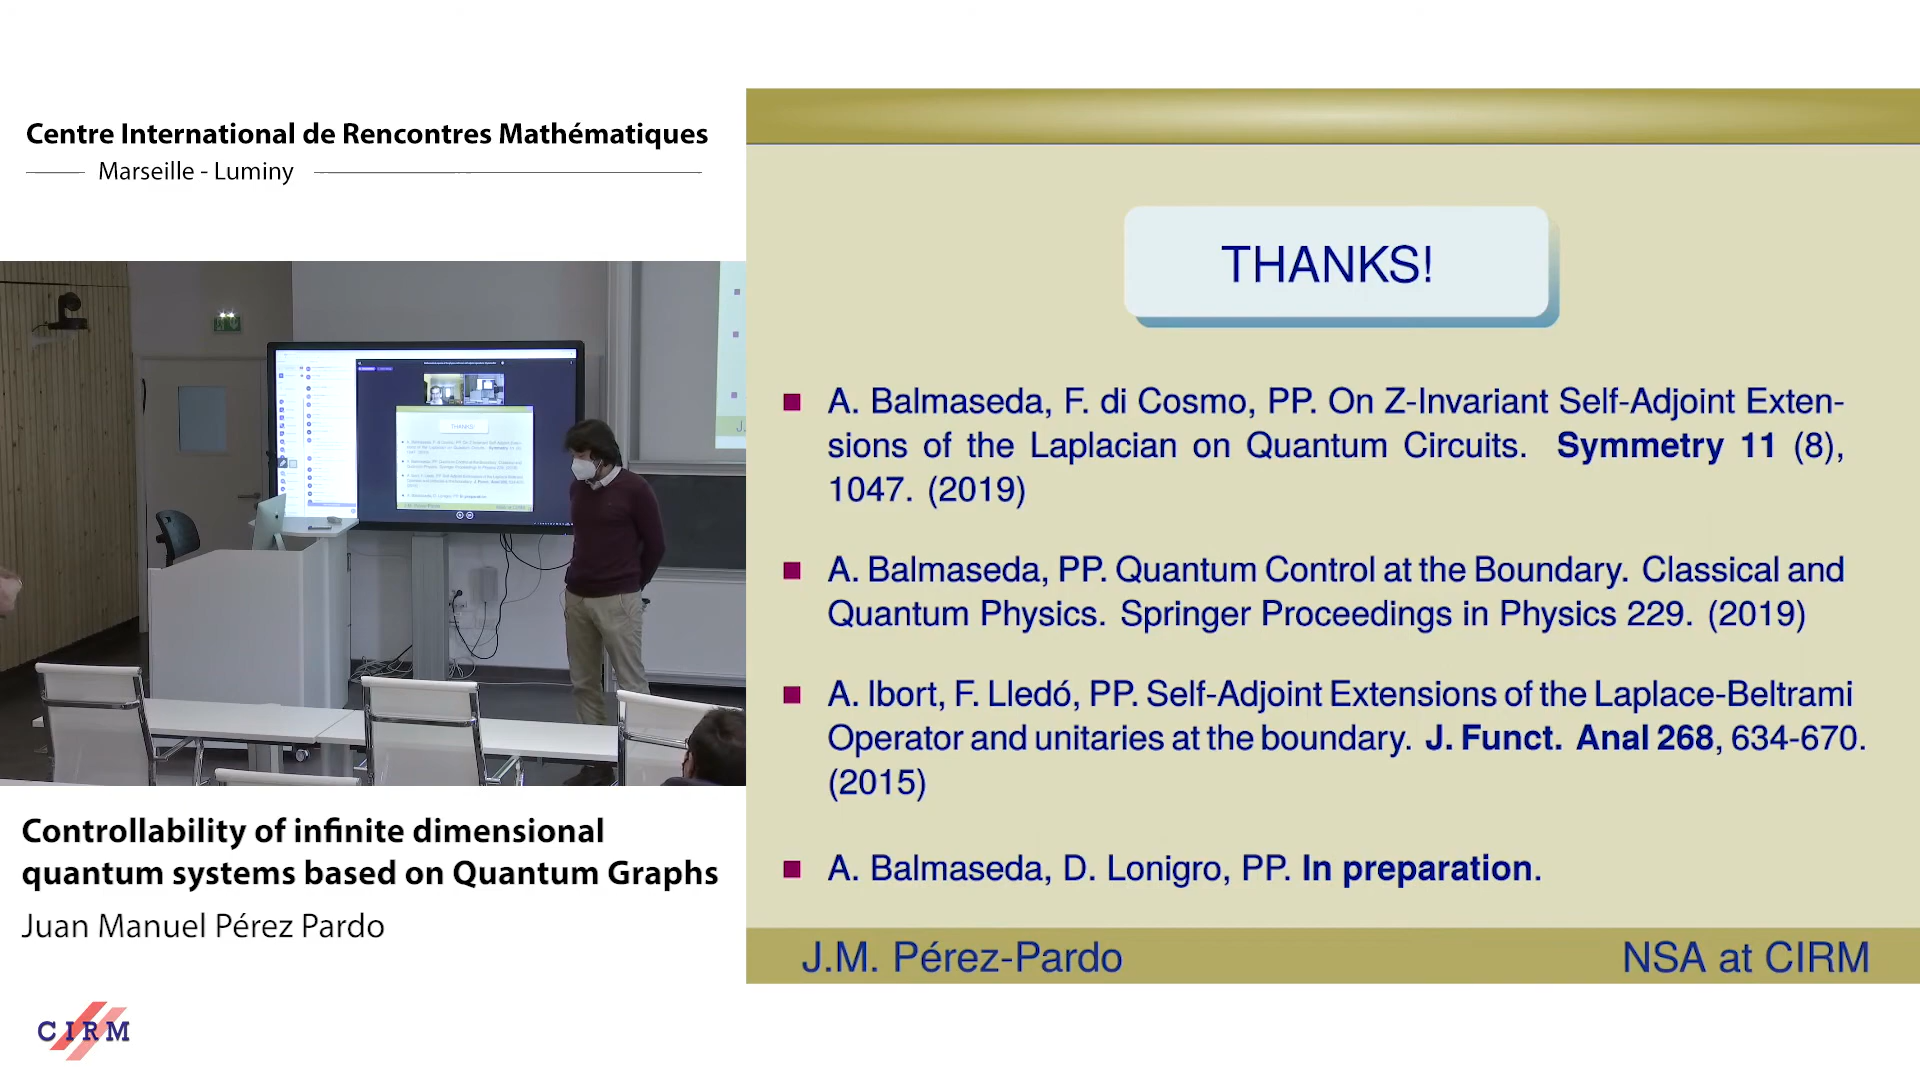 Centre International de Rencontres Mathématiques
Marseille - Luminy
THANKS!
A. Balmaseda, F. di Cosmo, PP. On Z-Invariant Self-Adjoint Exten-
sions of the Laplacian on Quantum Circuits. Symmetry 11 (8),
1047. (2019)
A. Balmaseda, PP. Quantum Control at the Boundary. Classical and
Quantum Physics. Springer Proceedings in Physics 229. (2019)
A. Ibort, F. Lledó, PP. Self-Adjoint Extensions of the Laplace-Beltrami
Operator and unitaries at the boundary. J. Funct. Anal 268, 634-670.
(2015)
A. Balmaseda, D. Lonigro, PP. In preparation.
J.M. Pérez-Pardo NSA at CIRM
THANKS!
Controllability of infinite dimensional
quantum systems based on Quantum Graphs
Juan Manuel Pérez Pardo
CIRM